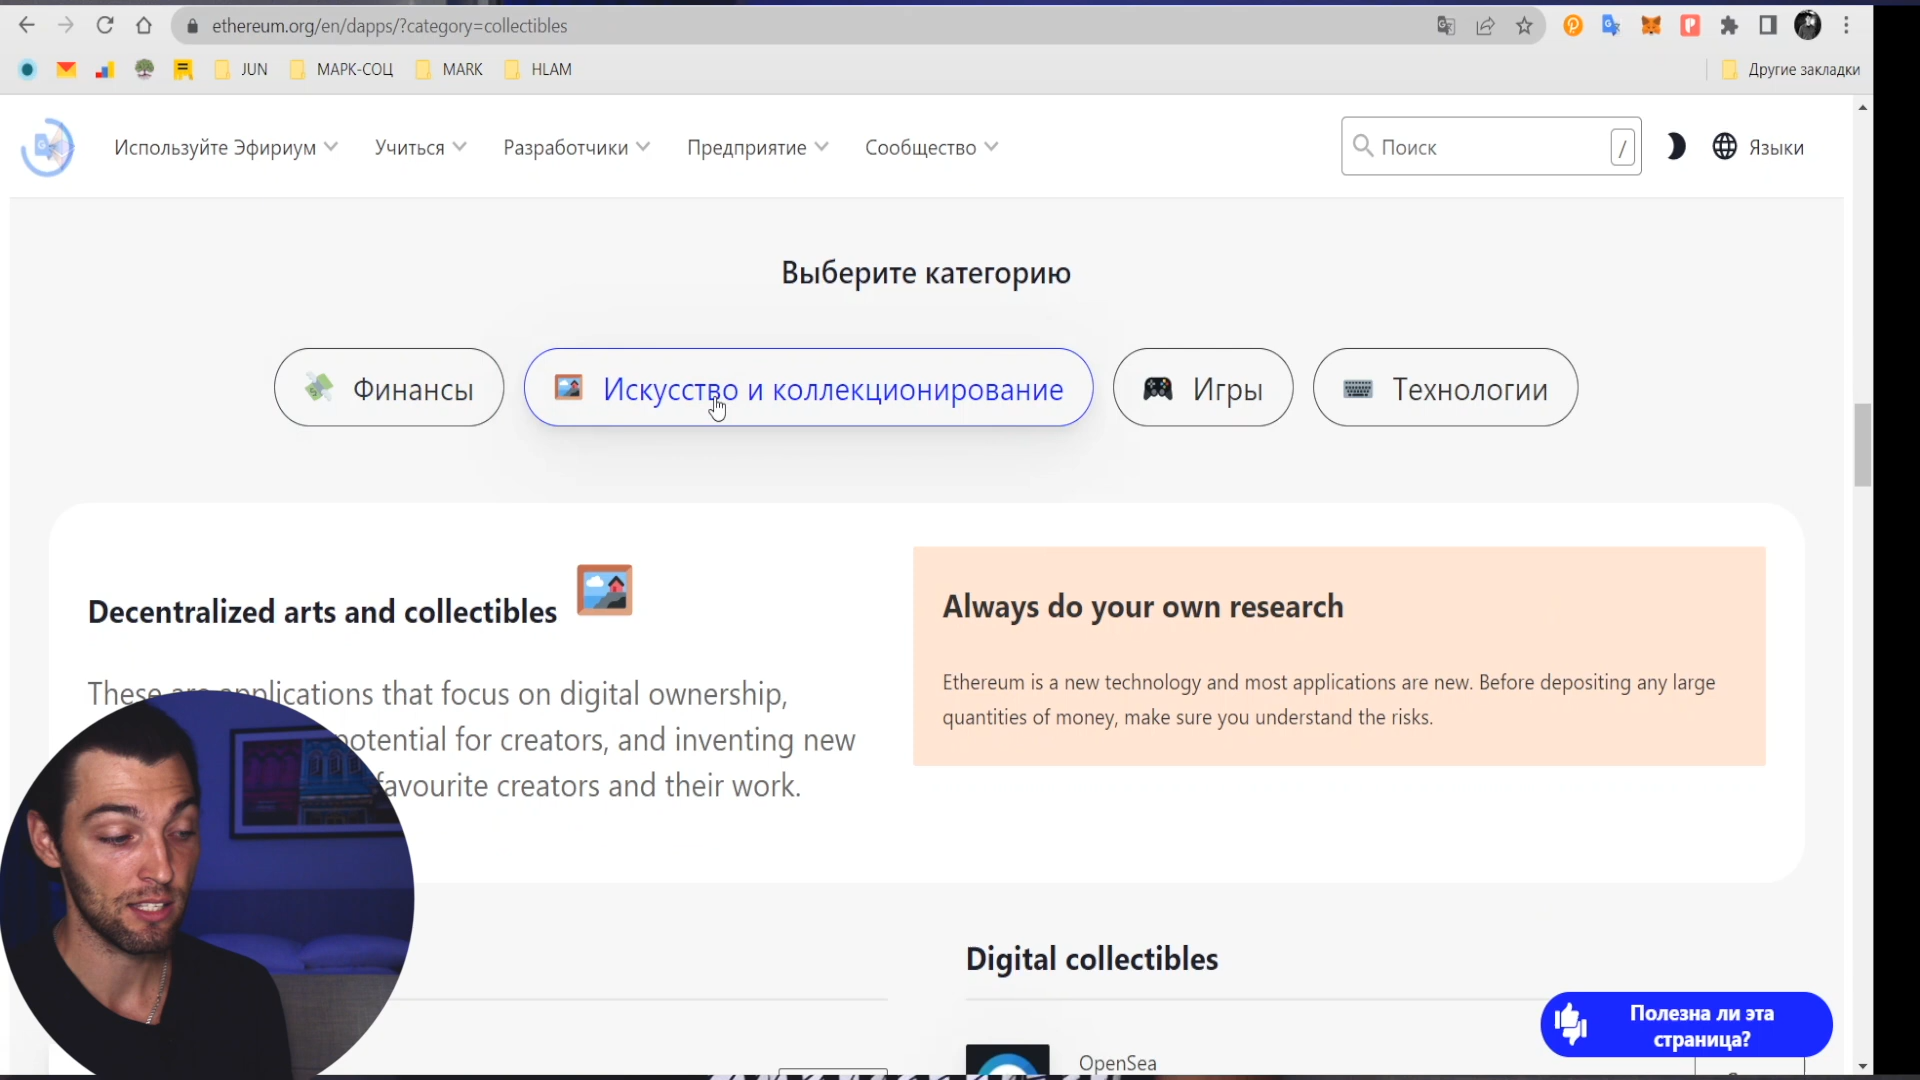 ethereum.org/en/dapps/?category=collectibles
JUN
МАРК-СОЦ
MARK
HLAM
Другие закладки
Используйте Эфириум
Учиться
Разработчики
Предприятие
Сообщество
Поиск
/
Языки
Выберите категорию
Финансы
Искусство и коллекционирование
Игры
Технологии
Decentralized arts and collectibles
These are applications that focus on digital ownership,
potential for creators, and inventing new
favourite creators and their work.
Always do your own research
Ethereum is a new technology and most applications are new. Before depositing any large
quantities of money, make sure you understand the risks.
Digital collectibles
OpenSea
Полезна ли эта
страница?